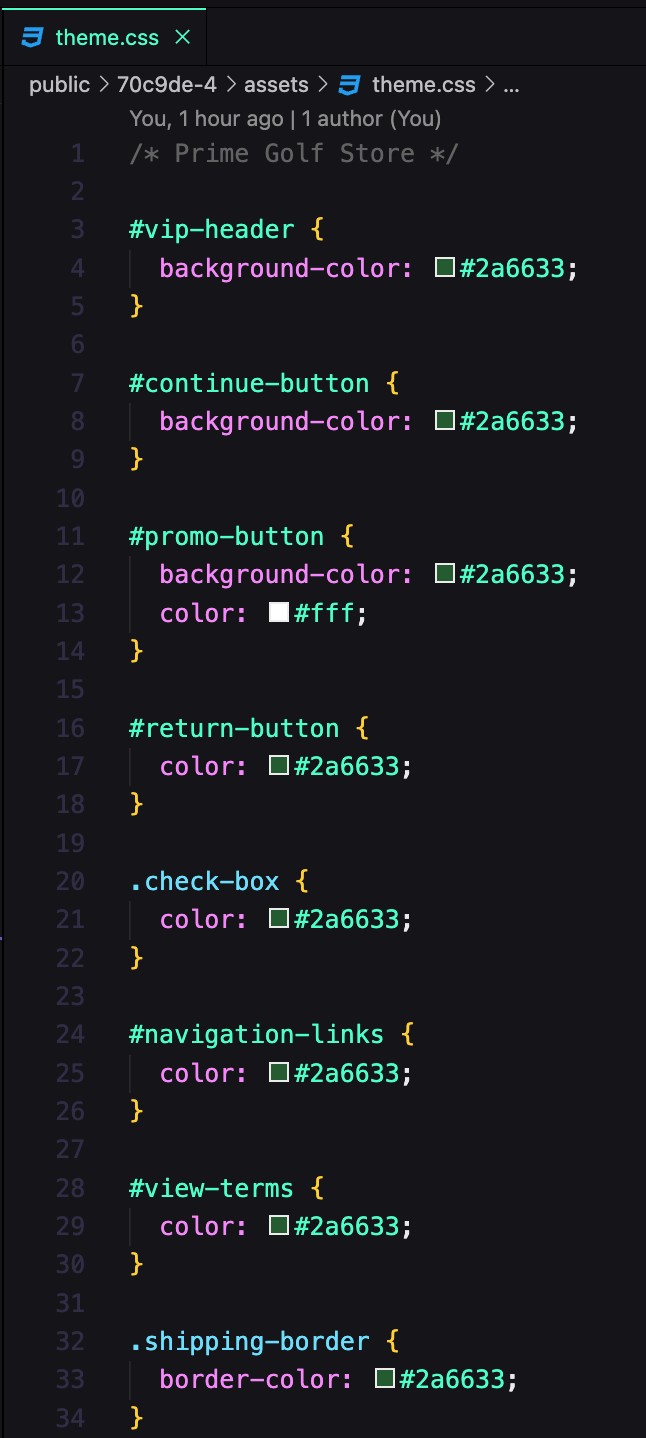 theme.css ×
public > 70c9de-4 > assets > theme.css > ...
You, 1 hour ago | 1 author (You)
1 /* Prime Golf Store */
2
3 #vip-header {
4   background-color: #2a6633;
5 }
6
7 #continue-button {
8   background-color: #2a6633;
9 }
10
11 #promo-button {
12   background-color: #2a6633;
13   color: #fff;
14 }
15
16 #return-button {
17   color: #2a6633;
18 }
19
20 .check-box {
21   color: #2a6633;
22 }
23
24 #navigation-links {
25   color: #2a6633;
26 }
27
28 #view-terms {
29   color: #2a6633;
30 }
31
32 .shipping-border {
33   border-color: #2a6633;
34 }